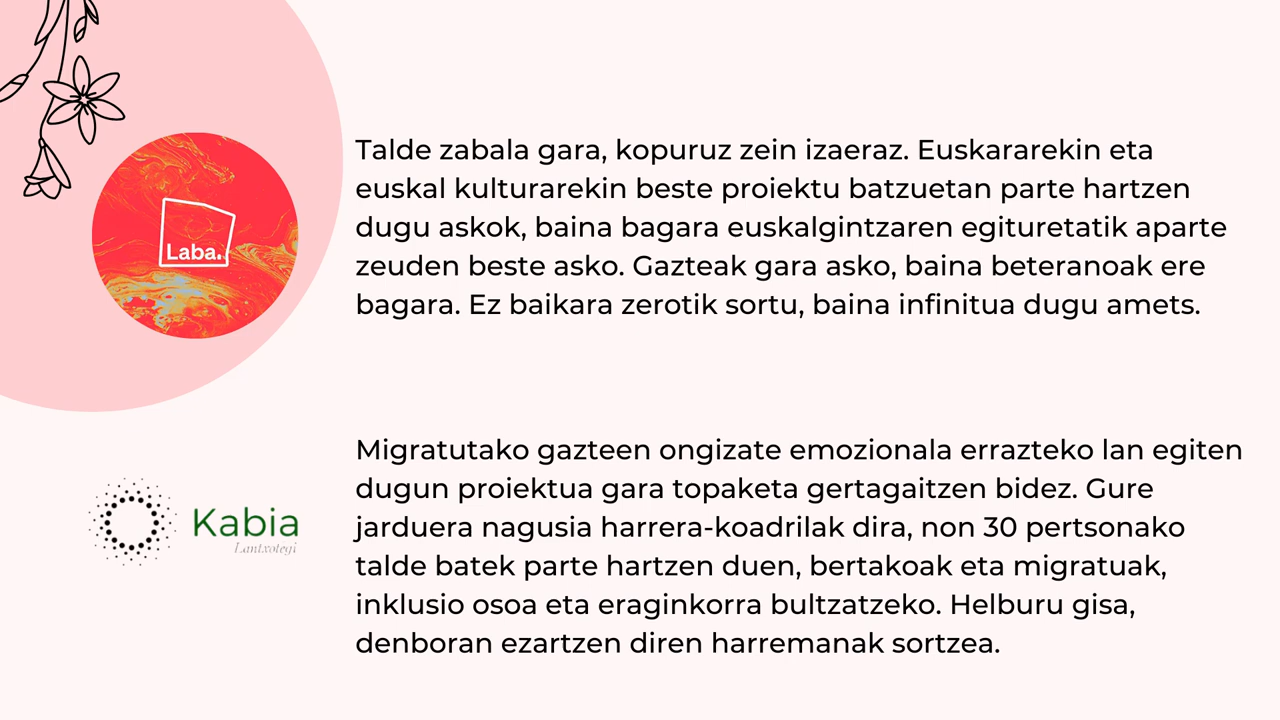 Talde zabala gara, kopuruz zein izaeraz. Euskararekin eta
euskal kulturarekin beste proiektu batzuetan parte hartzen
dugu askok, baina bagara euskalgintzaren egituretatik aparte
zeuden beste asko. Gazteak gara asko, baina beteranoak ere
bagara. Ez baikara zerotik sortu, baina infinitua dugu amets.
Laba.
Migratutako gazteen ongizate emozionala errazteko lan egiten
dugun proiektua gara topaketa gertagaitzen bidez. Gure
jarduera nagusia harrera-koadrilak dira, non 30 pertsonako
talde batek parte hartzen duen, bertakoak eta migratuak,
inklusio osoa eta eraginkorra bultzatzeko. Helburu gisa,
denboran ezartzen diren harremanak sortzea.
Kabia
Lantxotegi